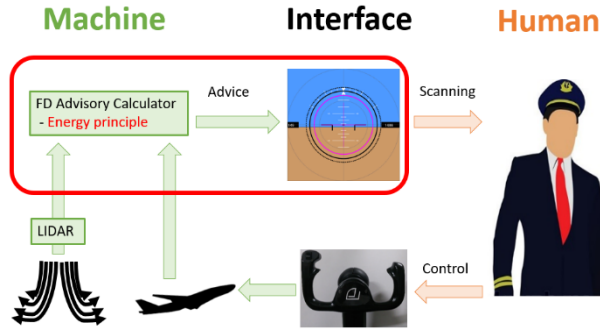 Machine
Interface
Human
FD Advisory Calculator
- Energy principle
Advice
Scanning
LIDAR
Control